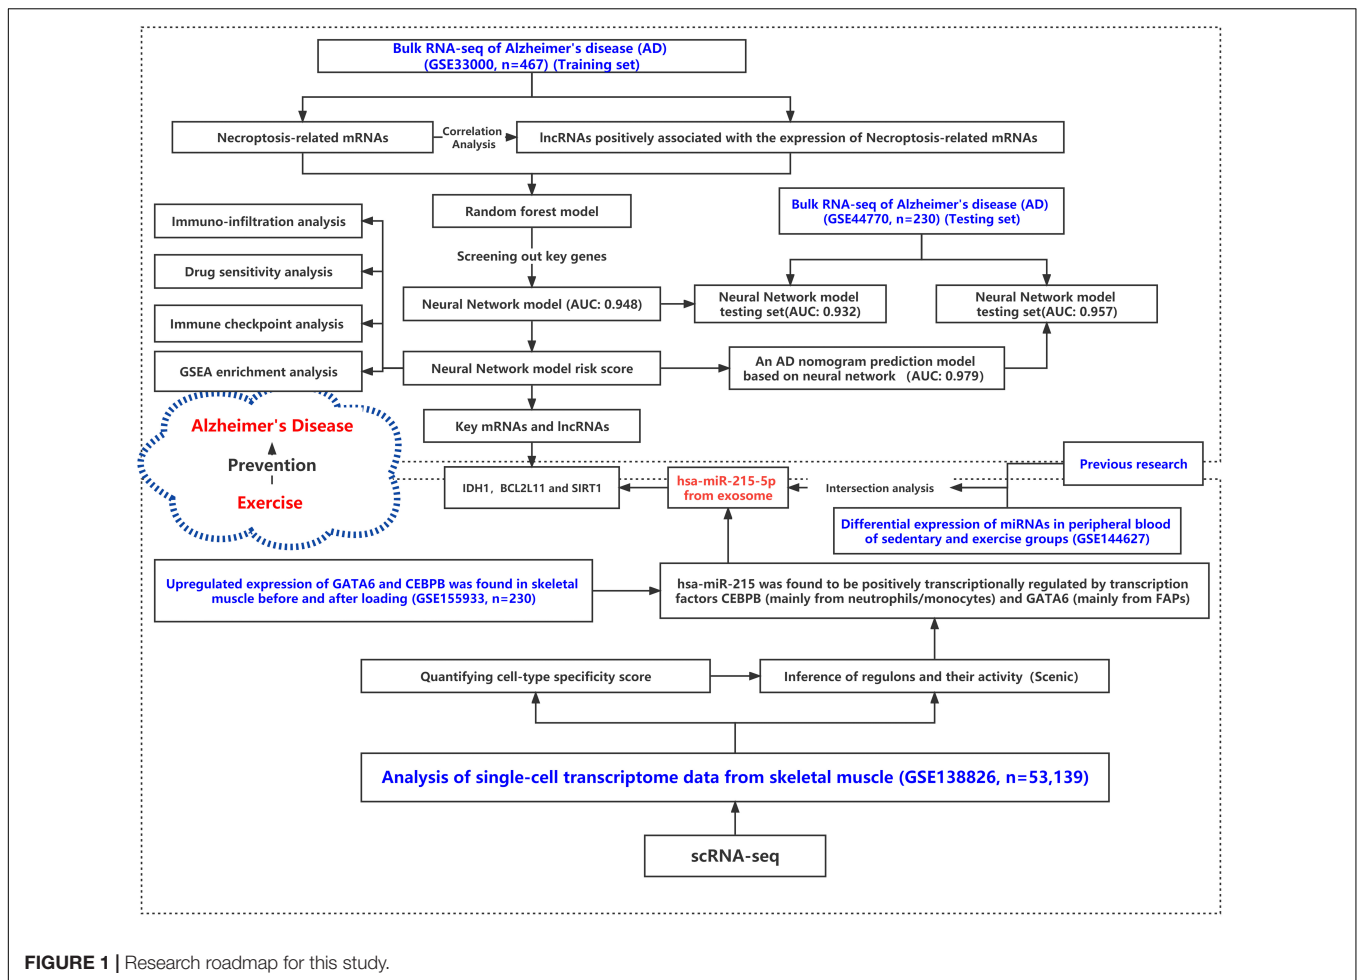 Bulk RNA-seq of Alzheimer's disease (AD)
(GSE33000, n=467) (Training set)
Necroptosis-related mRNAs
Correlation
Analysis
lncRNAs positively associated with the expression of Necroptosis-related mRNAs
Random forest model
Bulk RNA-seq of Alzheimer's disease (AD)
(GSE44770, n=230) (Testing set)
Immuno-infiltration analysis
Screening out key genes
Drug sensitivity analysis
Neural Network model (AUC: 0.948)
Neural Network model
testing set(AUC: 0.932)
Neural Network model
testing set(AUC: 0.957)
Immune checkpoint analysis
GSEA enrichment analysis
Neural Network model risk score
An AD nomogram prediction model
based on neural network （AUC: 0.979)
Alzheimer's Disease
Prevention
Exercise
Key mRNAs and lncRNAs
IDH1, BCL2L11 and SIRT1
hsa-miR-215-5p
from exosome
Intersection analysis
Previous research
Differential expression of miRNAs in peripheral blood
of sedentary and exercise groups (GSE144627)
Upregulated expression of GATA6 and CEBPB was found in skeletal
muscle before and after loading (GSE155933, n=230)
hsa-miR-215 was found to be positively transcriptionally regulated by transcription
factors CEBPB (mainly from neutrophils/monocytes) and GATA6 (mainly from FAPs)
Quantifying cell-type specificity score
Inference of regulons and their activity（Scenic）
Analysis of single-cell transcriptome data from skeletal muscle (GSE138826, n=53,139)
scRNA-seq
FIGURE 1 | Research roadmap for this study.